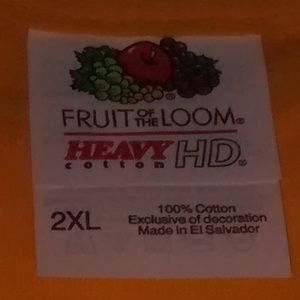 ®
FRUIT OF THE LOOM®
HEAVY cotton HD®
2XL
100% Cotton
Exclusive of decoration
Made in El Salvador